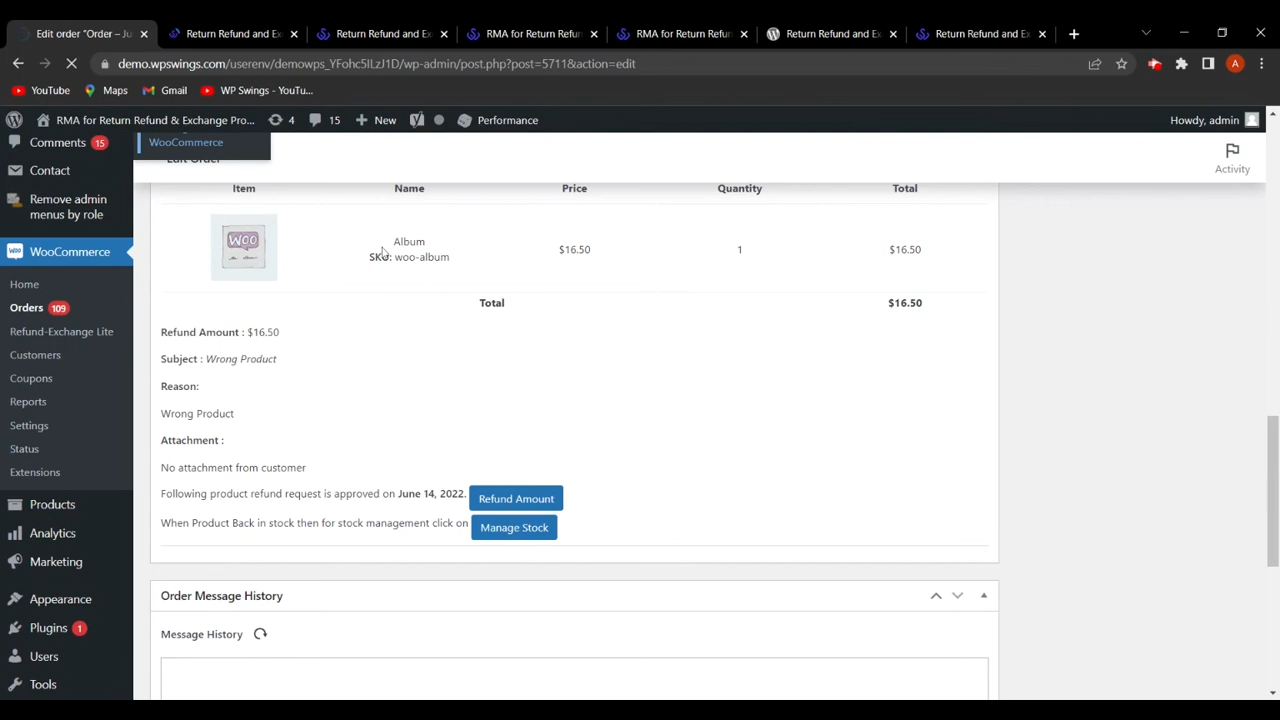 Edit order "Order – Ju
Return Refund and Ex
Return Refund and Ex
RMA for Return Refun
RMA for Return Refun
Return Refund and Ex
Return Refund and Ex
demo.wpswings.com/userenv/demowps_YFohc5ILzJ1D/wp-admin/post.php?post=5711&action=edit
A
YouTube
Maps
Gmail
WP Swings - YouTu...
RMA for Return Refund & Exchange Pro...
4
15
New
Performance
Howdy, admin
Comments 15
WooCommerce
Contact
Activity
Remove admin
menus by role
WooCommerce
Home
Orders 109
Refund-Exchange Lite
Customers
Coupons
Reports
Settings
Status
Extensions
Products
Analytics
Marketing
Appearance
Plugins 1
Users
Tools
Item Name Price Quantity Total
WOO
Album
SKU: woo-album
$16.50
1
$16.50
Total
$16.50
Refund Amount : $16.50
Subject : Wrong Product
Reason:
Wrong Product
Attachment :
No attachment from customer
Following product refund request is approved on June 14, 2022. Refund Amount
When Product Back in stock then for stock management click on Manage Stock
Order Message History
Message History